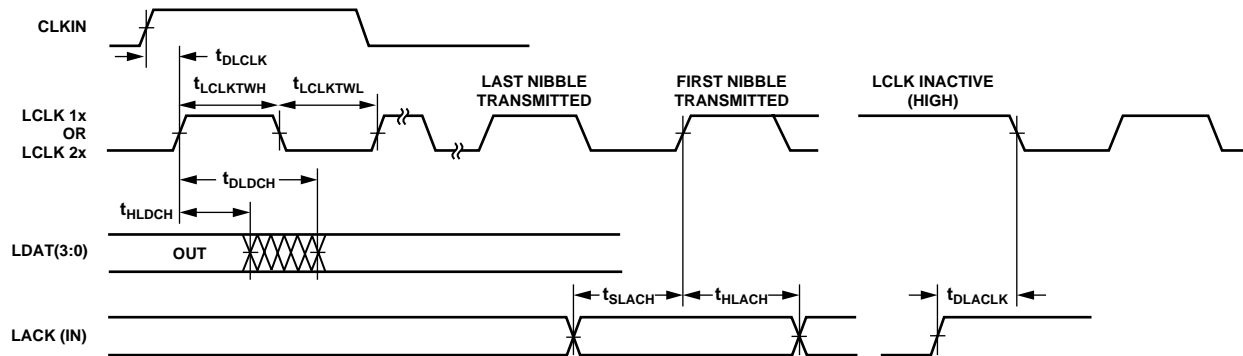 CLKIN
tDLCLK
tLCLKTWH
tLCLKTWL
LAST NIBBLE
TRANSMITTED
FIRST NIBBLE
TRANSMITTED
LCLK INACTIVE
(HIGH)
LCLK 1x
OR
LCLK 2x
tDLDCH
tHLDCH
LDAT(3:0)
OUT
tSLACH
tHLACH
tDLACLK
LACK (IN)